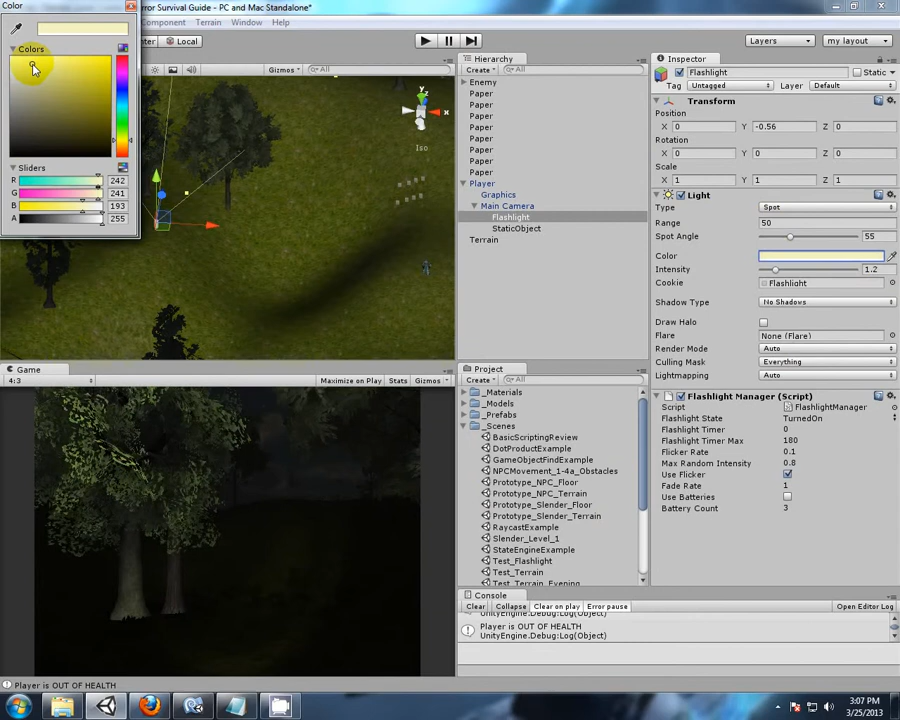 Color
rror Survival Guide - PC and Mac Standalone*
Component Terrain Window Help
nter Local Layers my layout
Colors
Gizmos All
y
x
Iso
Sliders
R 242
G 241
B 193
A 255
Hierarchy
Create All
Enemy
Paper
Paper
Paper
Paper
Paper
Paper
Paper
Paper
Player
Graphics
Main Camera
Flashlight
StaticObject
Terrain
Inspector
Flashlight Static
Tag Untagged Layer Default
Transform
Position
X 0 Y -0.56 Z 0
Rotation
X 0 Y 0 Z 0
Scale
X 1 Y 1 Z 1
Light
Type Spot
Range 50
Spot Angle 55
Color
Intensity 1.2
Cookie Flashlight
Shadow Type No Shadows
Draw Halo
Flare None (Flare)
Render Mode Auto
Culling Mask Everything
Lightmapping Auto
Flashlight Manager (Script)
Script FlashlightManager
Flashlight State TurnedOn
Flashlight Timer 0
Flashlight Timer Max 180
Flicker Rate 0.1
Max Random Intensity 0.8
Use Flicker
Fade Rate 1
Use Batteries
Battery Count 3
Game
4:3 Maximize on Play Stats Gizmos
Project
Create All
_Materials
_Models
_Prefabs
_Scenes
BasicScriptingReview
DotProductExample
GameObjectFindExample
NPCMovement_1-4a_Obstacles
Prototype_NPC_Floor
Prototype_NPC_Terrain
Prototype_Slender_Floor
Prototype_Slender_Terrain
RaycastExample
Slender_Level_1
StateEngineExample
Test_Flashlight
Test_Terrain
Test_Terrain_Evening
Console
Clear Collapse Clear on play Error pause Open Editor Log
UnityEngine.Debug:Log(Object)
Player is OUT OF HEALTH
UnityEngine.Debug:Log(Object)
Player is OUT OF HEALTH
3:07 PM
3/25/2013